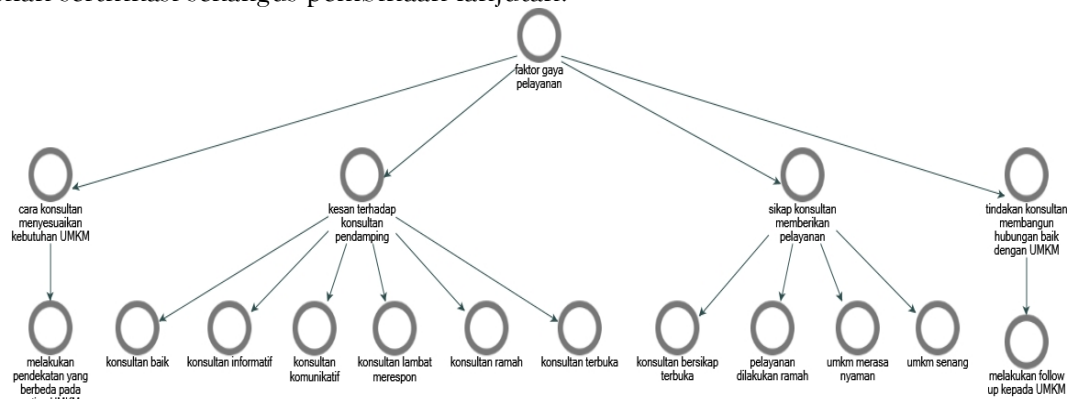 pembinaan lanjutan.
faktor gaya
pelayanan
cara konsultan
menyesuaikan
kebutuhan UMKM
kesan terhadap
konsultan
pendamping
sikap konsultan
memberikan
pelayanan
tindakan konsultan
membangun
hubungan baik
dengan UMKM
melakukan
pendekatan yang
berbeda pada
konsultan baik
konsultan informatif
konsultan
komunikatif
konsultan lambat
merespon
konsultan ramah
konsultan terbuka
konsultan bersikap
terbuka
pelayanan
dilakukan ramah
umkm merasa
nyaman
umkm senang
melakukan follow
up kepada UMKM